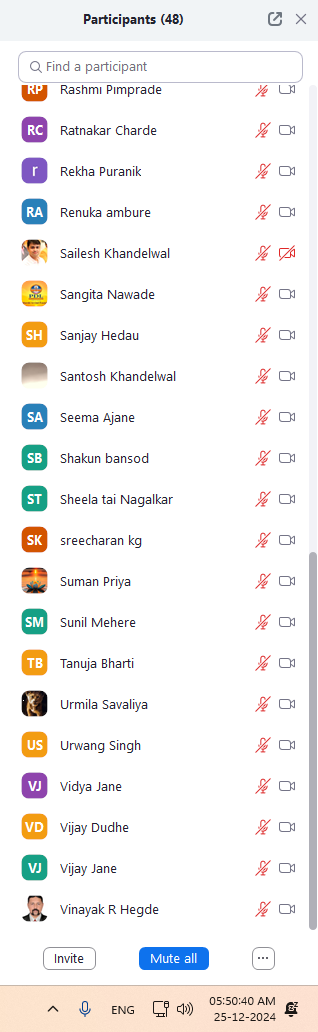 Participants (48)
Find a participant
RP Rashmi Pimprade
RC Ratnakar Charde
r Rekha Puranik
RA Renuka ambure
Sailesh Khandelwal
Sangita Nawade
SH Sanjay Hedau
Santosh Khandelwal
SA Seema Ajane
SB Shakun bansod
ST Sheela tai Nagalkar
SK sreecharan kg
Suman Priya
SM Sunil Mehere
TB Tanuja Bharti
Urmila Savaliya
US Urwang Singh
VJ Vidya Jane
VD Vijay Dudhe
VJ Vijay Jane
Vinayak R Hegde
Invite Mute all ...
ENG 05:50:40 AM
25-12-2024